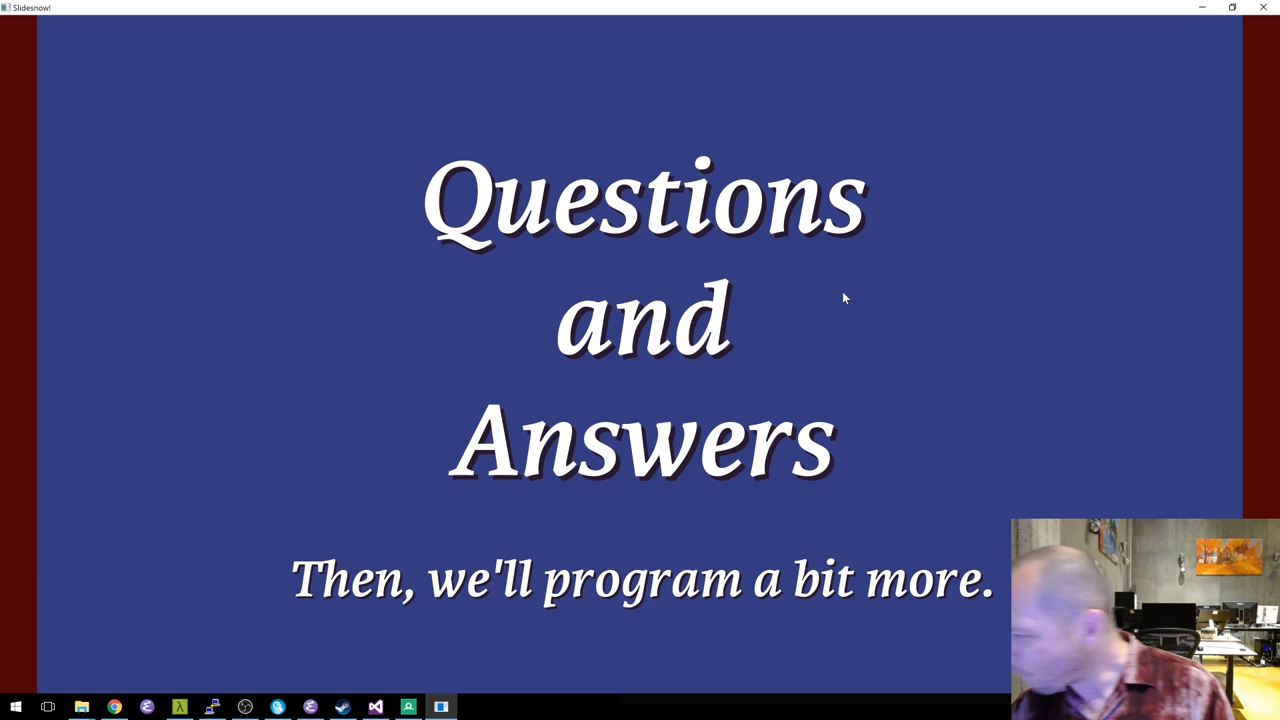 Slidesnow!
Questions
and
Answers
Then, we'll program a bit more.